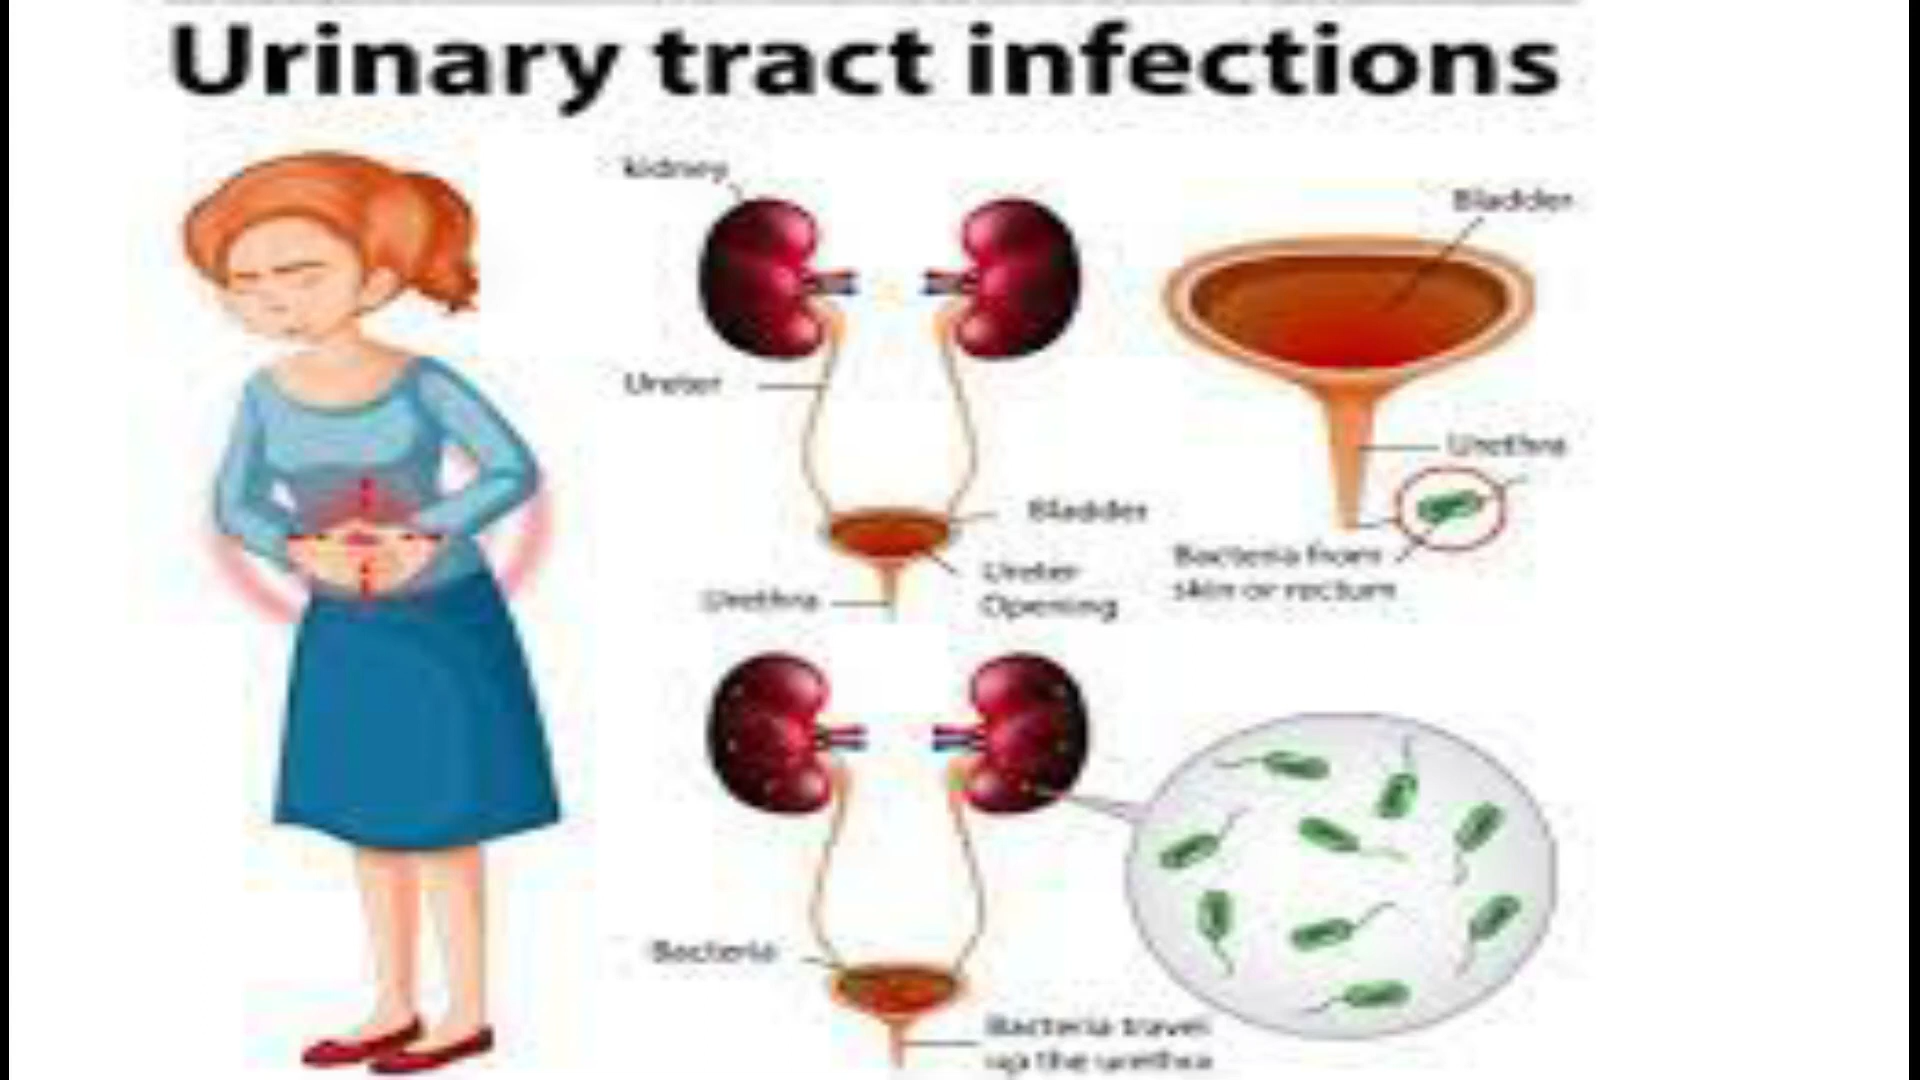 Urinary tract infections
kidney
Ureter
Bladder
Ureter
Opening
Urethra
Bladder
Urethra
Bacteria from
skin or rectum
Bacteria
Bacteria travel
up the urethra